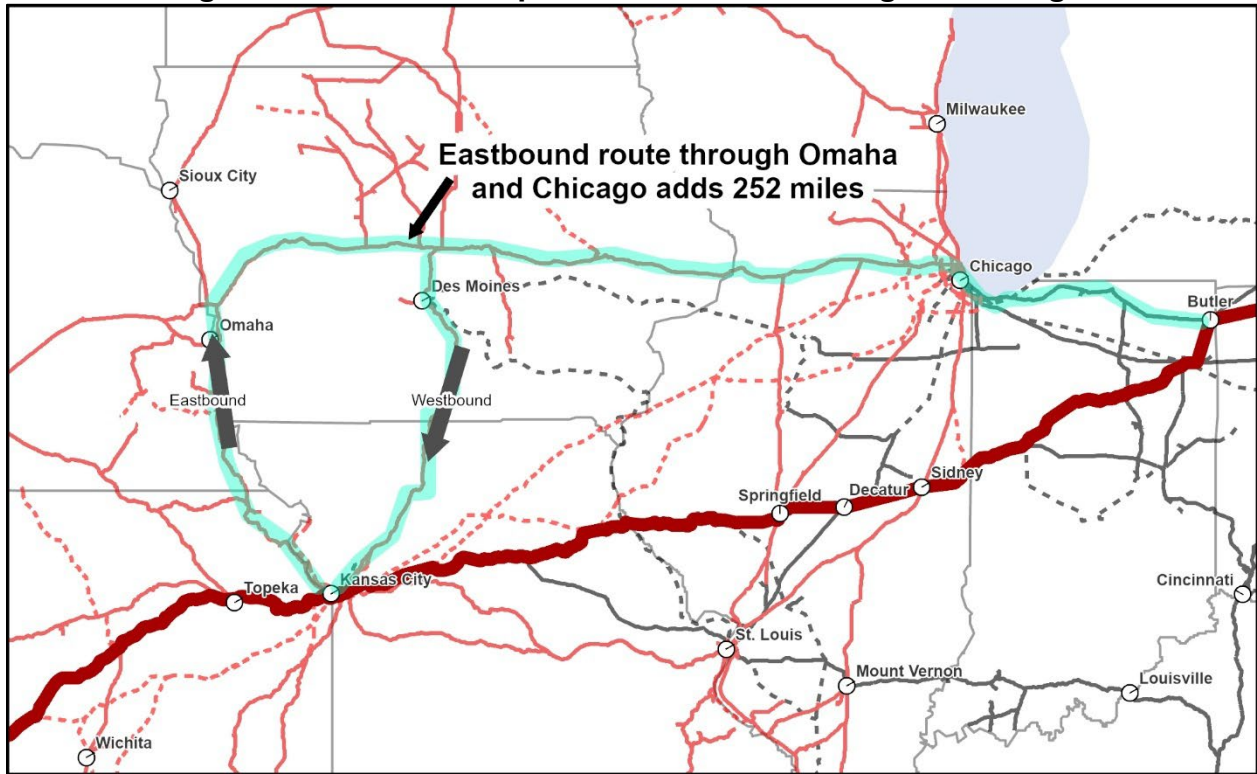 Milwaukee
Eastbound route through Omaha
and Chicago adds 252 miles
Sioux City
Chicago
Des Moines
Butler
Omaha
Eastbound
Westbound
Sidney
Decatur
Springfield
Kansas City
Topeka
Cincinnati
St. Louis
Mount Vernon
Louisville
Wichita